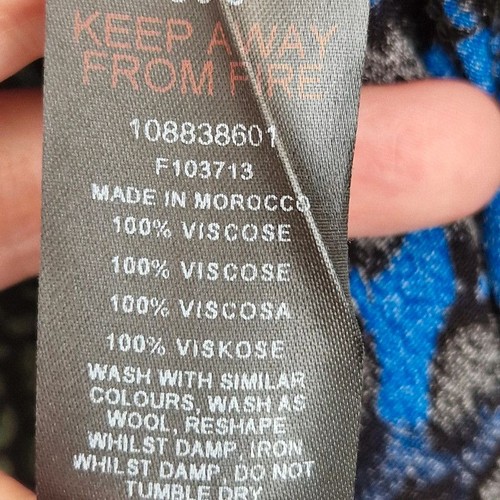 KEEP AWAY
FROM FIRE
108838601
F103713
MADE IN MOROCCO
100% VISCOSE
100% VISCOSE
100% VISCOSA
100% VISKOSE
WASH WITH SIMILAR
COLOURS, WASH AS
WOOL, RESHAPE
WHILST DAMP, IRON
WHILST DAMP, DO NOT
TUMBLE DRY